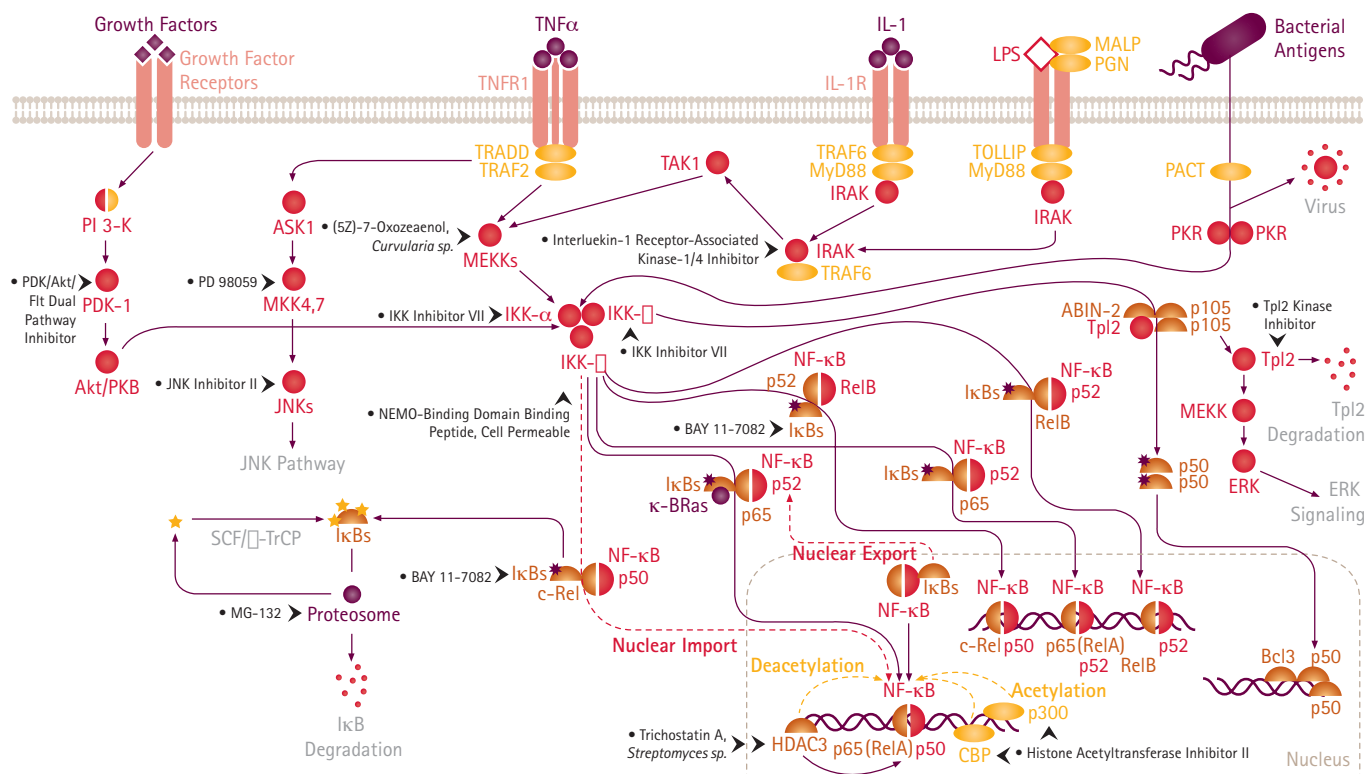 Growth Factors
Growth Factor
Receptors
TNFα
TNFR1
IL-1
IL-1R
LPS
MALP
PGN
Bacterial
Antigens
TRADD
TRAF2
TAK1
TRAF6
MyD88
IRAK
TOLLIP
MyD88
IRAK
PACT
Virus
PI 3-K
ASK1
• (5Z)-7-Oxozeaenol,
Curvularia sp.
MEKKs
• Interluekin-1 Receptor-Associated
Kinase-1/4 Inhibitor
IRAK
TRAF6
PKR
PKR
• PDK/Akt/
Flt Dual
Pathway
Inhibitor
PDK-1
• PD 98059
MKK4,7
• IKK Inhibitor VII
IKK-α
IKK-▯
• IKK Inhibitor VII
IKK-▯
ABIN-2
Tpl2
p105
p105
• Tpl2 Kinase
Inhibitor
Tpl2
Akt/PKB
• JNK Inhibitor II
JNKs
• NEMO-Binding Domain Binding
Peptide, Cell Permeable
NF-κB
p52
RelB
• BAY 11-7082
IκBs
NF-κB
IκBs
p52
RelB
MEKK
Tpl2
Degradation
JNK Pathway
NF-κB
IκBs
p52
κ-BRas
p65
NF-κB
IκBs
p52
p65
p50
p50
ERK
ERK
Signaling
SCF/▯-TrCP
IκBs
• BAY 11-7082
IκBs
c-Rel
NF-κB
p50
Nuclear Export
IκBs
NF-κB
• MG-132
Proteosome
Nuclear Import
NF-κB
c-Rel
p50
NF-κB
p65(RelA)
p52
NF-κB
RelB
p52
IκB
Degradation
Deacetylation
NF-κB
Acetylation
p300
Bcl3
p50
p50
• Trichostatin A,
Streptomyces sp.
HDAC3
p65(RelA)
p50
CBP
• Histone Acetyltransferase Inhibitor II
Nucleus